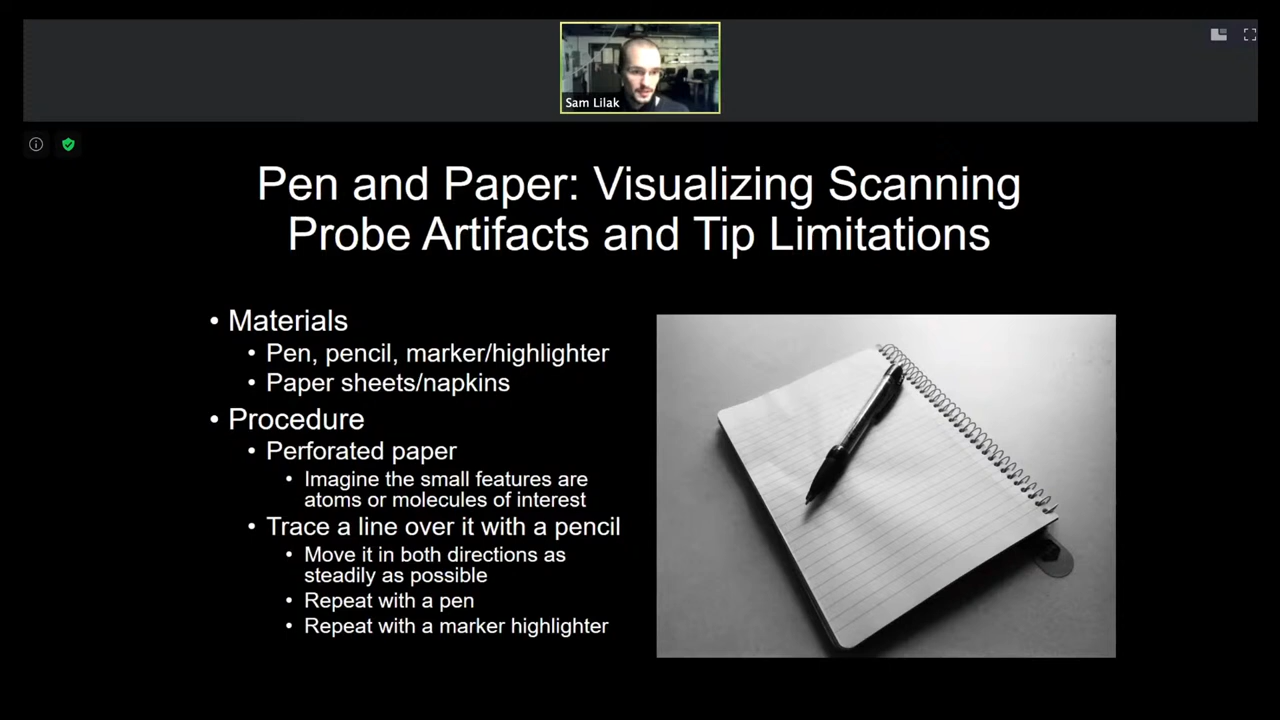 Sam Lilak
Pen and Paper: Visualizing Scanning
Probe Artifacts and Tip Limitations
• Materials
• Pen, pencil, marker/highlighter
• Paper sheets/napkins
• Procedure
• Perforated paper
• Imagine the small features are
atoms or molecules of interest
• Trace a line over it with a pencil
• Move it in both directions as
steadily as possible
• Repeat with a pen
• Repeat with a marker highlighter